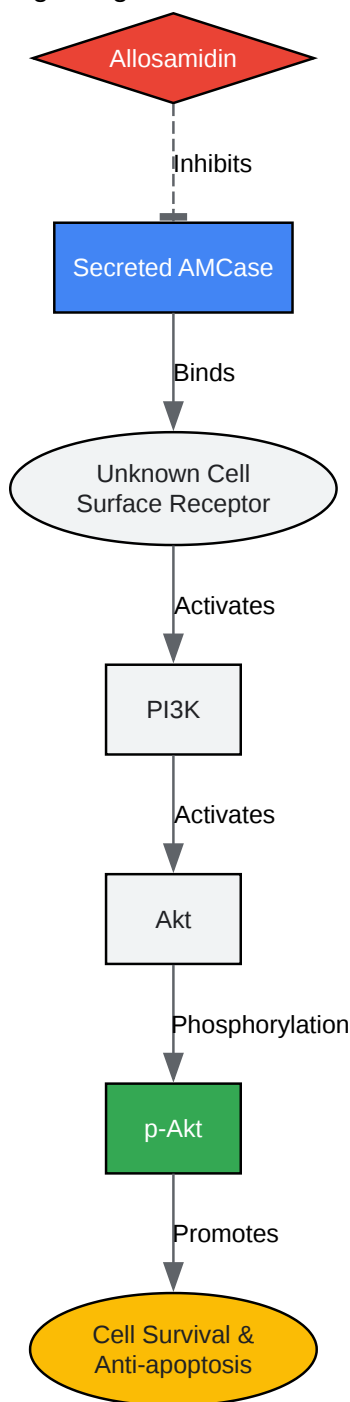 Allosamidin
Inhibits
Secreted AMCase
Binds
Unknown Cell
Surface Receptor
Activates
PI3K
Activates
Akt
Phosphorylation
p-Akt
Promotes
Cell Survival &
Anti-apoptosis